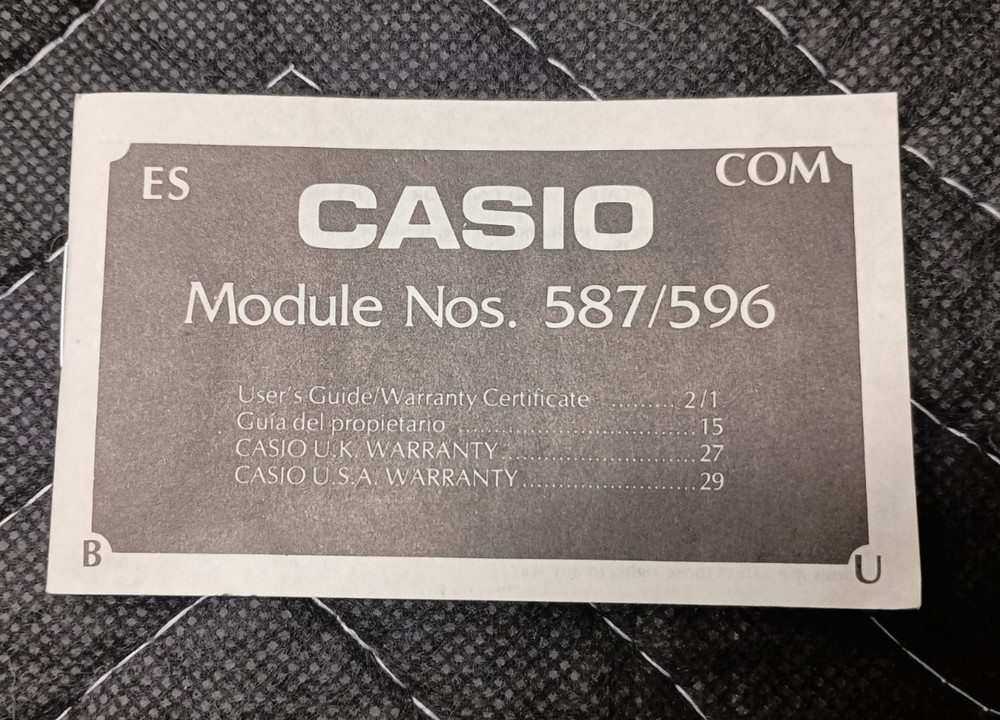 ES
COM
CASIO
Module Nos. 587/596
User's Guide/Warranty Certificate ......... 2/1
Guía del propietario ................................ 15
CASIO U.K. WARRANTY .......................... 27
CASIO U.S.A. WARRANTY ....................... 29
B
U